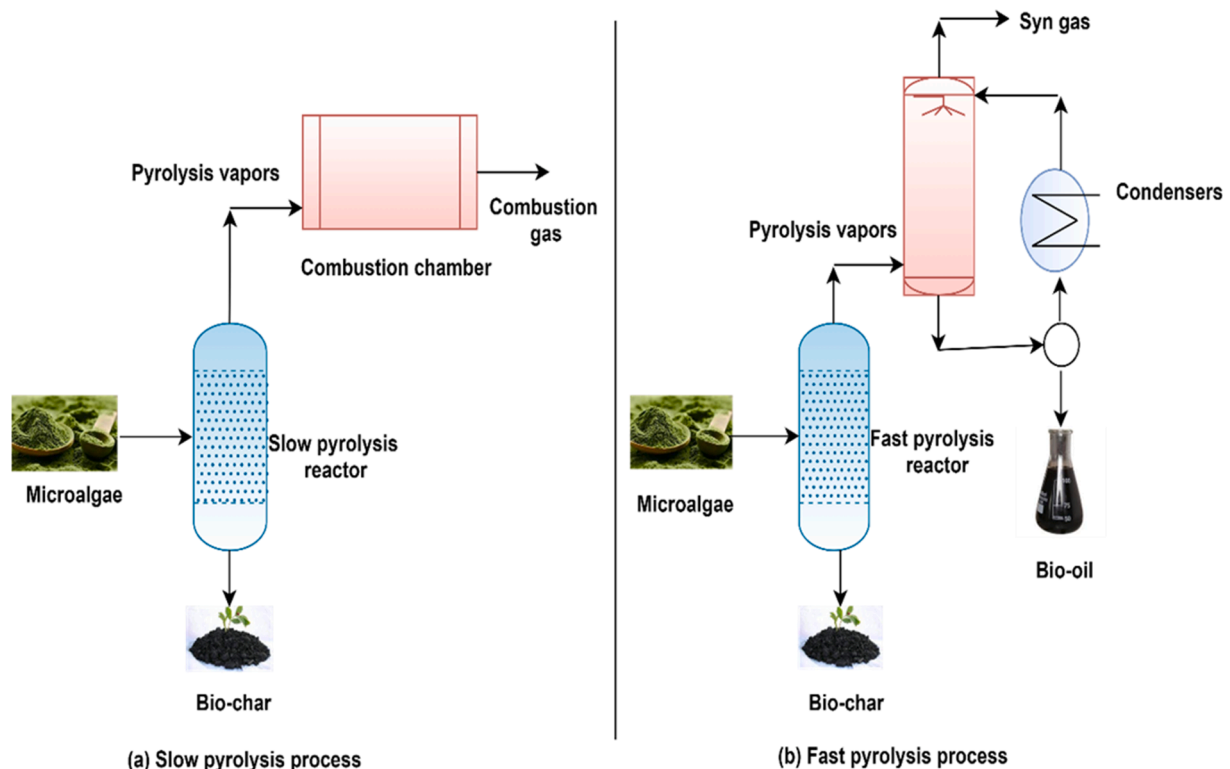 Pyrolysis vapors
Combustion
gas
Combustion chamber
Slow pyrolysis
reactor
Microalgae
Bio-char
(a) Slow pyrolysis process
Syn gas
Condensers
Pyrolysis vapors
Fast pyrolysis
reactor
Microalgae
Bio-oil
Bio-char
(b) Fast pyrolysis process